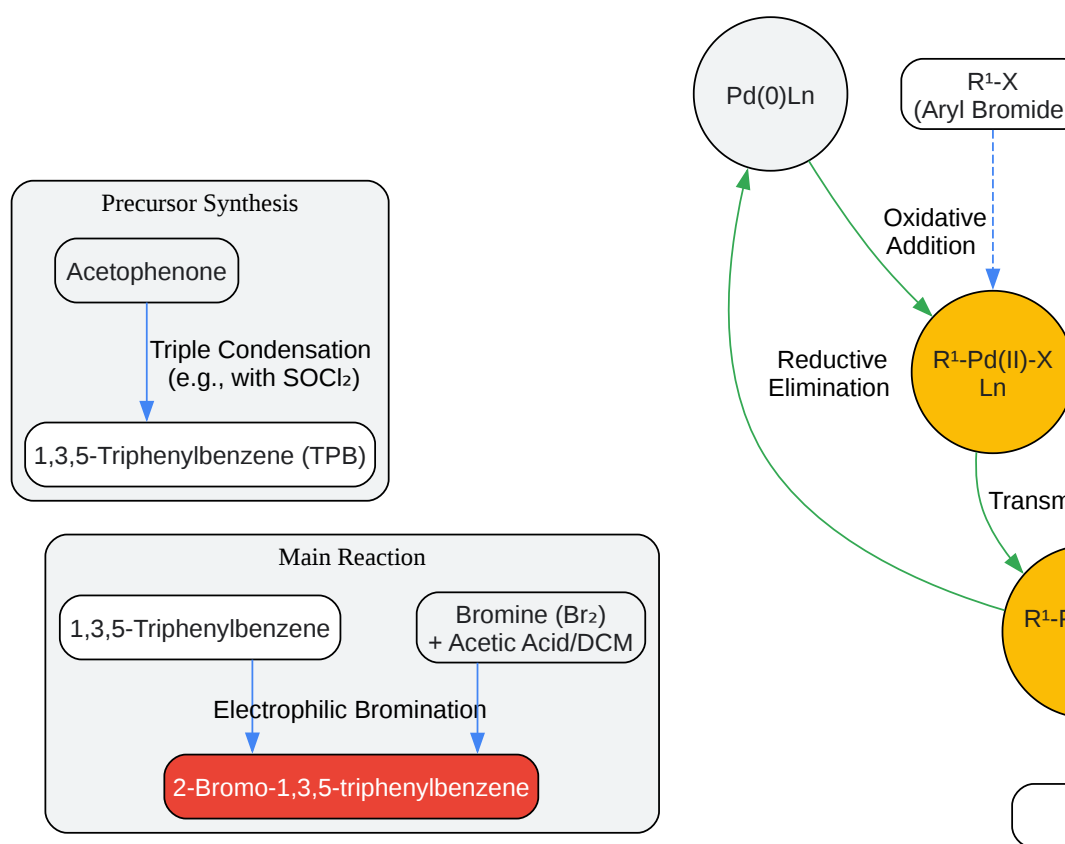 Precursor Synthesis
Acetophenone
Triple Condensation
(e.g., with SOCl₂)
1,3,5-Triphenylbenzene (TPB)
Main Reaction
1,3,5-Triphenylbenzene
Bromine (Br₂)
+ Acetic Acid/DCM
Electrophilic Bromination
2-Bromo-1,3,5-triphenylbenzene
Pd(0)Ln
R¹-X
(Aryl Bromide
Oxidative
Addition
R¹-Pd(II)-X
Ln
Reductive
Elimination